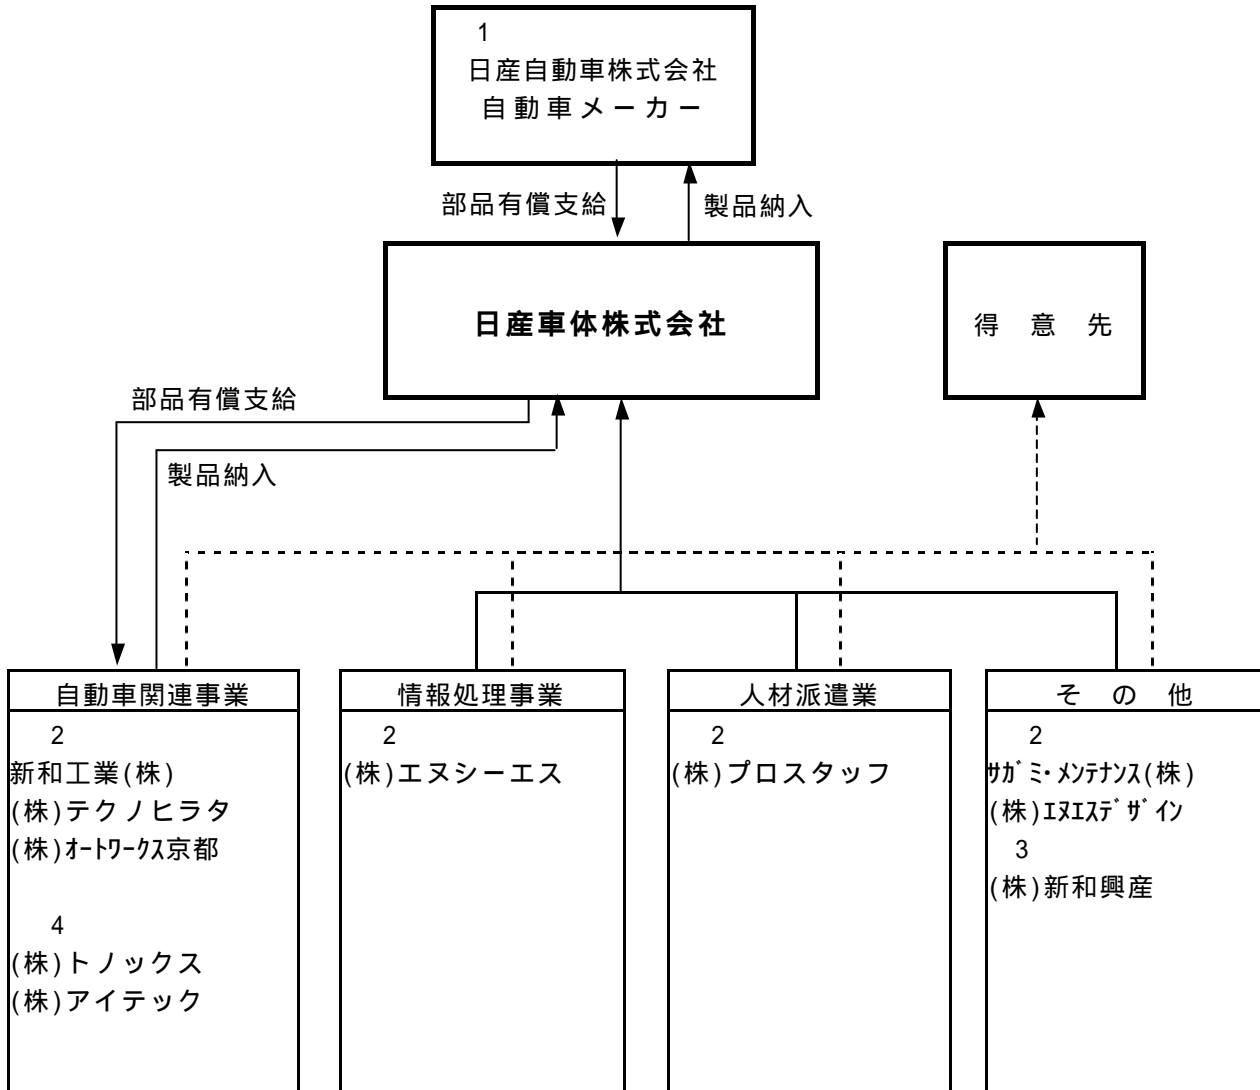 1
日産自動車株式会社
自動車メーカー
部品有償支給
製品納入
日産車体株式会社
得 意 先
部品有償支給
製品納入
自動車関連事業
2
新和工業(株)
(株)テクノヒラタ
(株)オートワークス京都
4
(株)トノックス
(株)アイテック
情報処理事業
2
(株)エヌシーエス
人材派遣業
2
(株)プロスタッフ
そ の 他
2
サガミ・メンテナンス(株)
(株)エヌエスデザイン
3
(株)新和興産